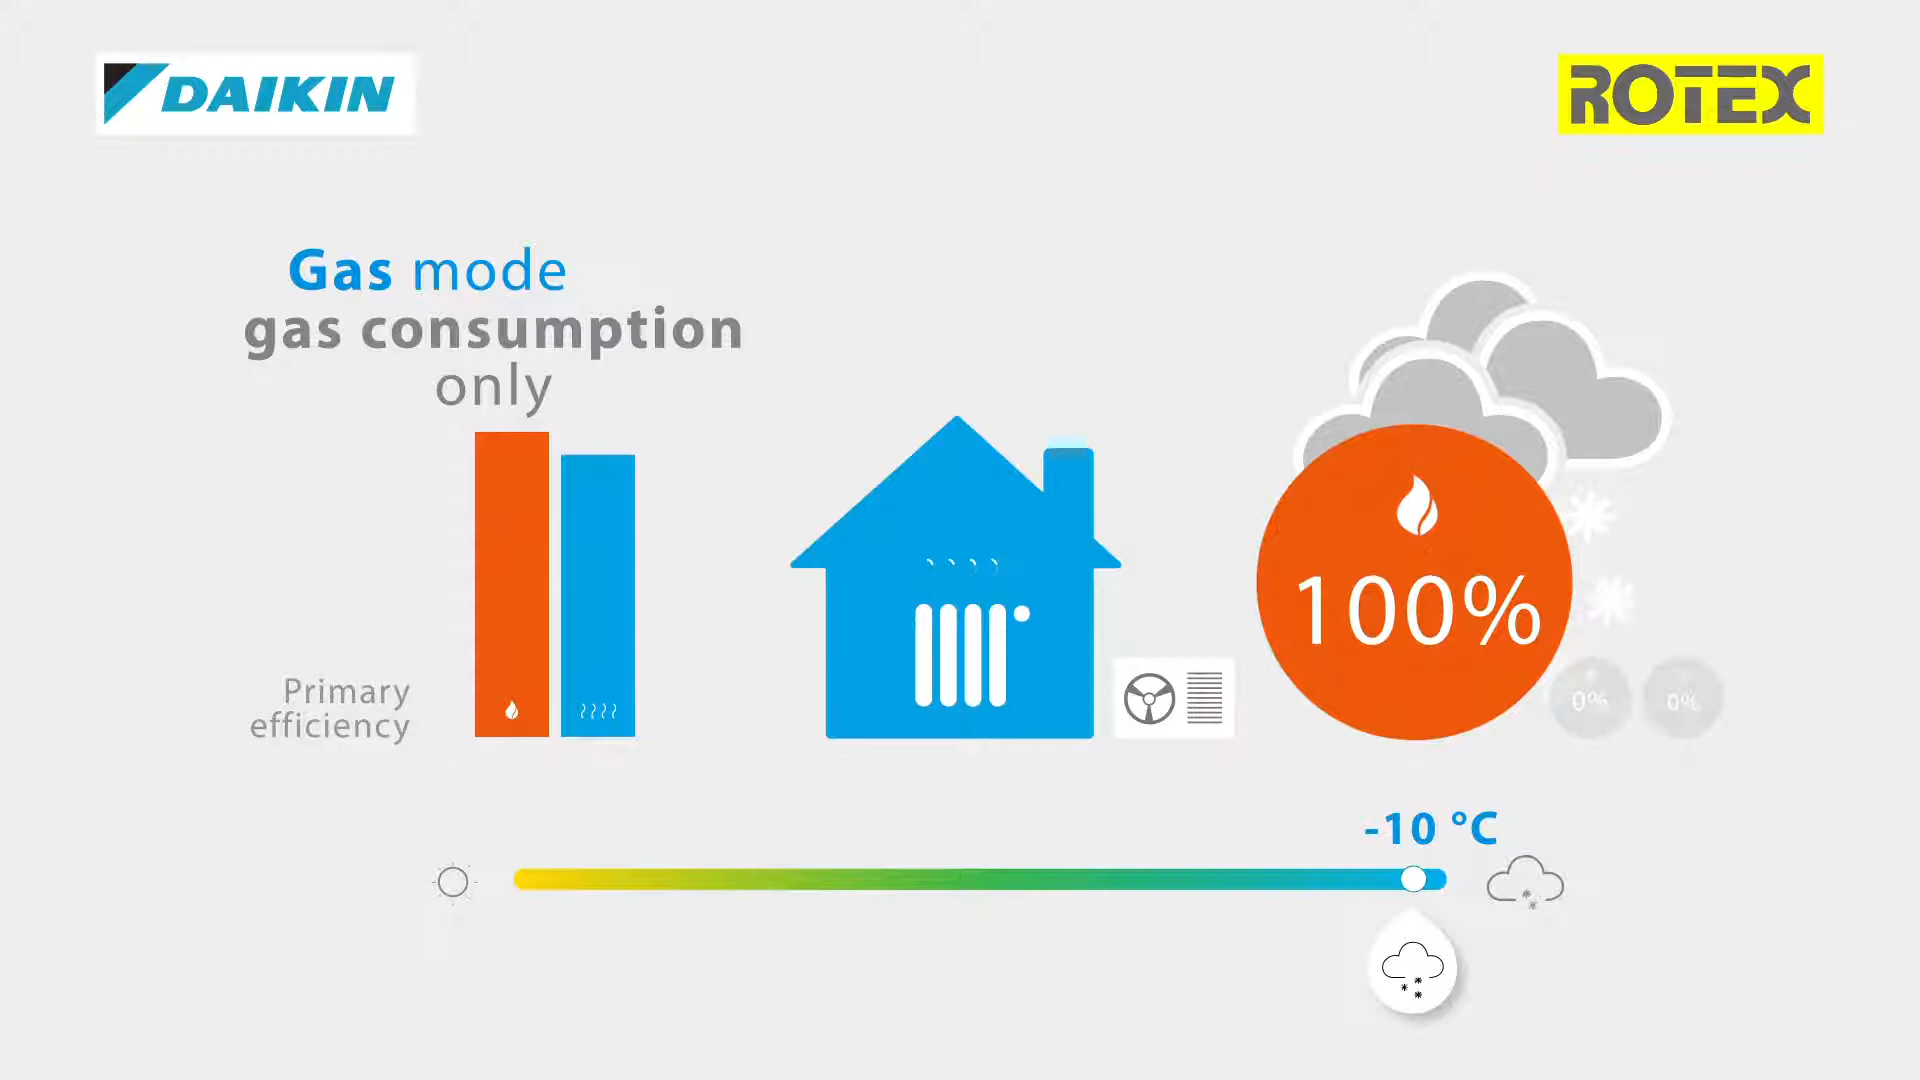 DAIKIN
ROTEX
Gas mode
gas consumption
only
100%
Primary
efficiency
0%
0%
-10 °C